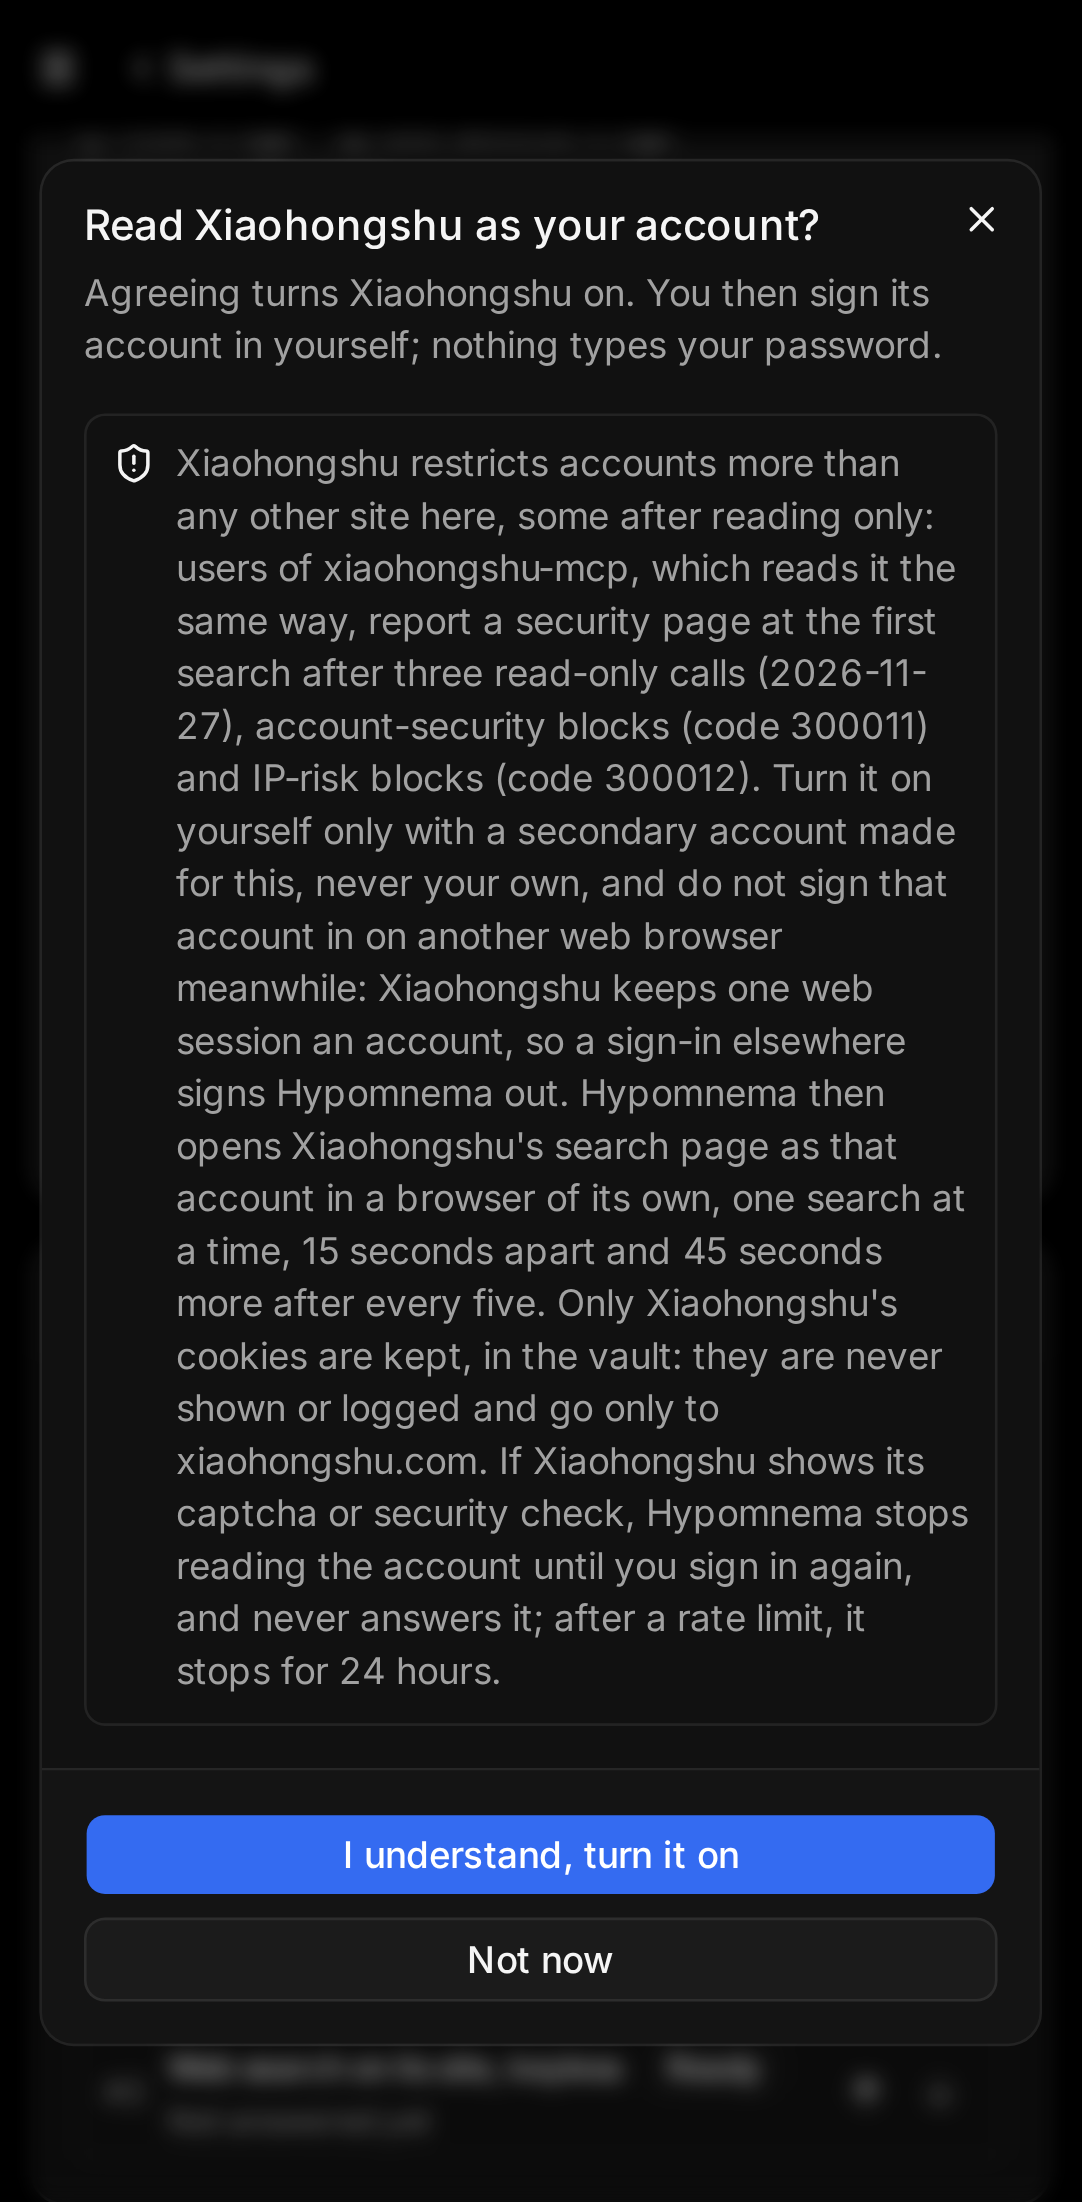 Settings
Read Xiaohongshu as your account?
Agreeing turns Xiaohongshu on. You then sign its
account in yourself; nothing types your password.
Xiaohongshu restricts accounts more than
any other site here, some after reading only:
users of xiaohongshu-mcp, which reads it the
same way, report a security page at the first
search after three read-only calls (2026-11-
27), account-security blocks (code 300011)
and IP-risk blocks (code 300012). Turn it on
yourself only with a secondary account made
for this, never your own, and do not sign that
account in on another web browser
meanwhile: Xiaohongshu keeps one web
session an account, so a sign-in elsewhere
signs Hypomnema out. Hypomnema then
opens Xiaohongshu's search page as that
account in a browser of its own, one search at
a time, 15 seconds apart and 45 seconds
more after every five. Only Xiaohongshu's
cookies are kept, in the vault: they are never
shown or logged and go only to
xiaohongshu.com. If Xiaohongshu shows its
captcha or security check, Hypomnema stops
reading the account until you sign in again,
and never answers it; after a rate limit, it
stops for 24 hours.
I understand, turn it on
Not now